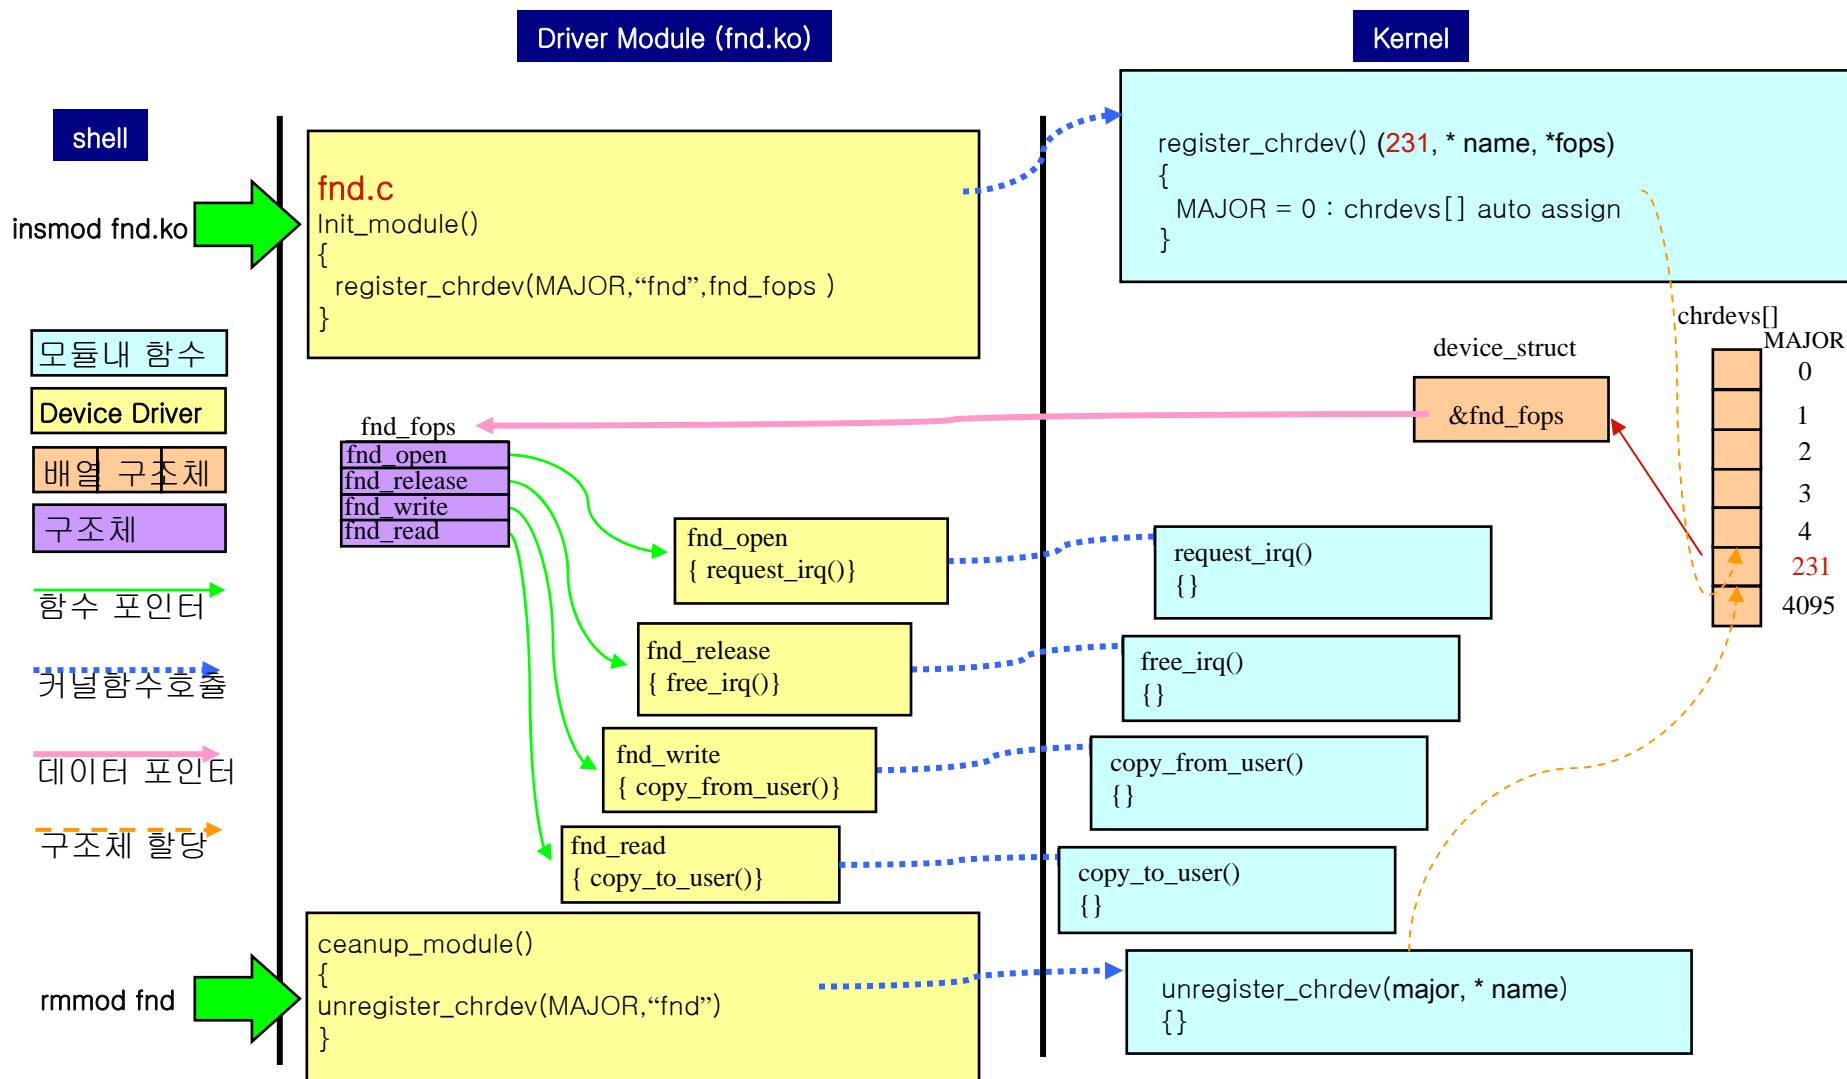 Driver Module (fnd.ko)
Kernel
shell
insmod fnd.ko
fnd.c
Init_module()
{
register_chrdev(MAJOR,“fnd”,fnd_fops )
}
register_chrdev() (231, * name, *fops)
{
MAJOR = 0 : chrdevs[] auto assign
}
모듈내 함수
Device Driver
배열 구조체
구조체
함수 포인터
커널함수호출
데이터 포인터
구조체 할당
chrdevs[]
MAJOR
0
1
2
3
4
231
4095
device_struct
&fnd_fops
fnd_fops
fnd_open
fnd_release
fnd_write
fnd_read
fnd_open
{ request_irq()}
request_irq()
{}
fnd_release
{ free_irq()}
free_irq()
{}
fnd_write
{ copy_from_user()}
copy_from_user()
{}
fnd_read
{ copy_to_user()}
copy_to_user()
{}
rmmod fnd
ceanup_module()
{
unregister_chrdev(MAJOR,“fnd”)
}
unregister_chrdev(major, * name)
{}